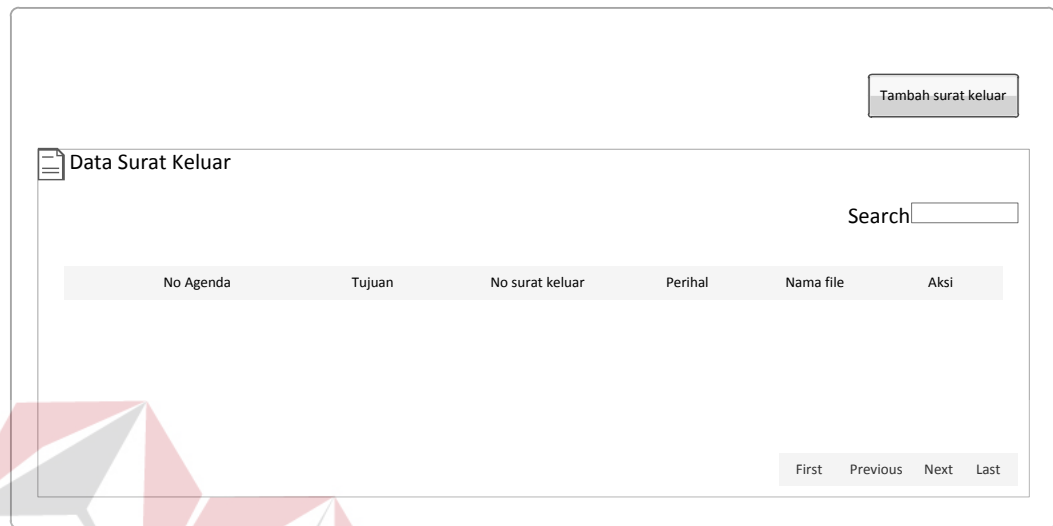 Tambah surat keluar
Data Surat Keluar
Search
No Agenda Tujuan No surat keluar Perihal Nama file Aksi
First Previous Next Last